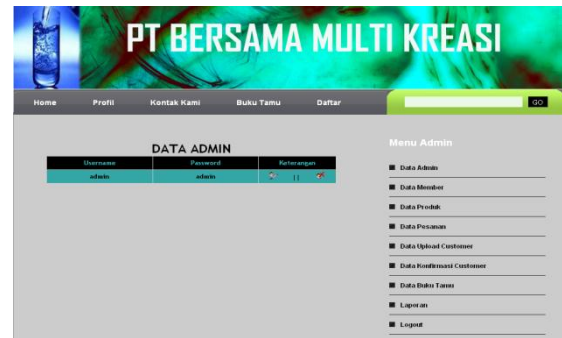 PT BERSAMA MULTI KREASI
Home Profil Kontak Kami Buku Tamu Daftar GO
DATA ADMIN
Username Password Keterangan
admin admin ||
Menu Admin
Data Admin
Data Member
Data Produk
Data Pesanan
Data Upload Customer
Data Konfirmasi Customer
Data Buku Tamu
Laporan
Logout